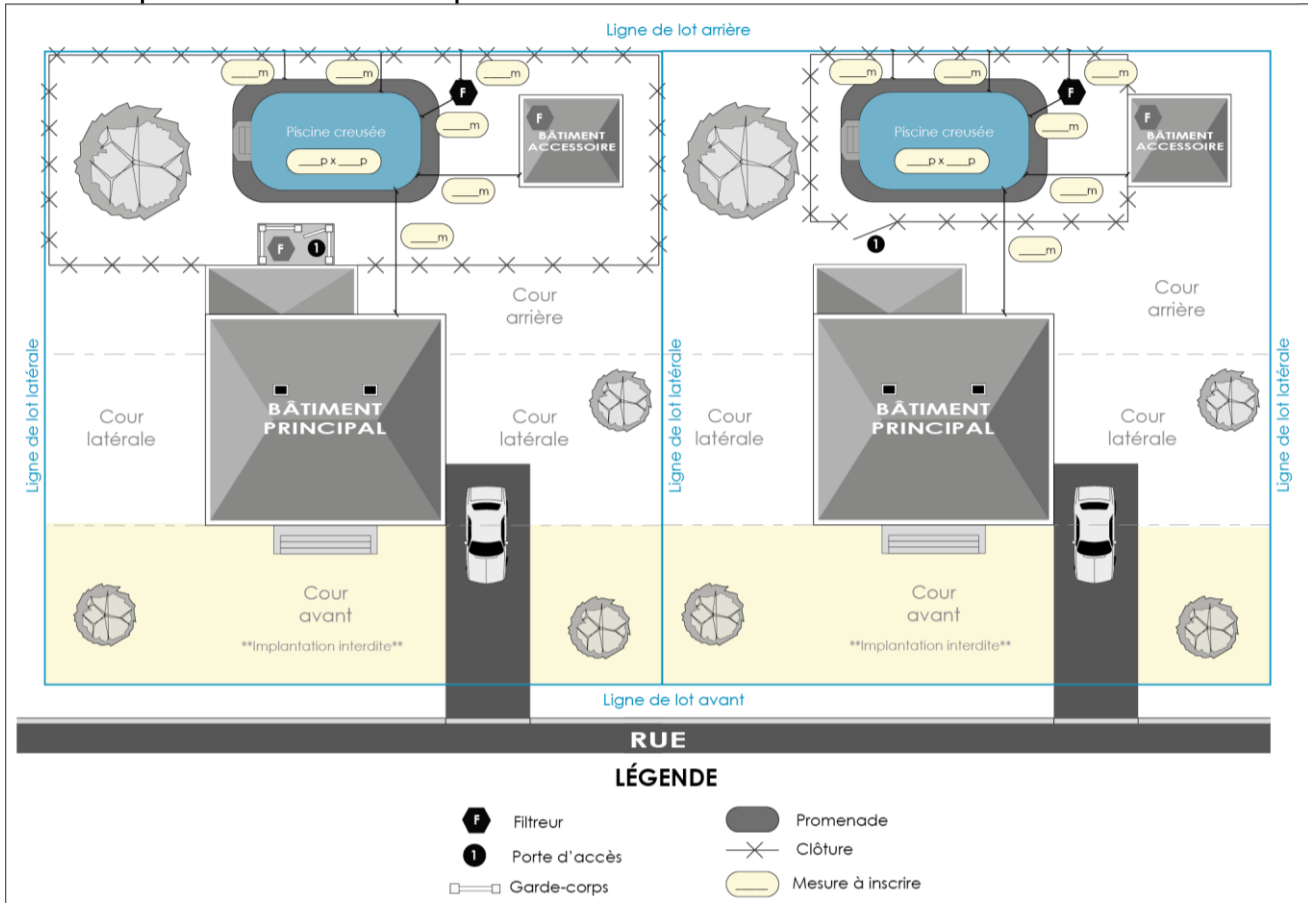 Ligne de lot arrière
____m
____m
____m
____m
____m
____m
F
Piscine creusée
____p x ____p
F
BÂTIMENT
ACCESSOIRE
F
1
Cour
arrière
Ligne de lot latérale
BÂTIMENT
PRINCIPAL
Cour
latérale
Cour
latérale
Cour
avant
**Implantation interdite**
____m
____m
____m
____m
____m
____m
F
Piscine creusée
____p x ____p
F
BÂTIMENT
ACCESSOIRE
1
Cour
arrière
Ligne de lot latérale
BÂTIMENT
PRINCIPAL
Cour
latérale
Cour
latérale
Ligne de lot latérale
Cour
avant
**Implantation interdite**
Ligne de lot avant
RUE
LÉGENDE
F Filtreur
1 Porte d'accès
Garde-corps
Promenade
Clôture
____ Mesure à inscrire